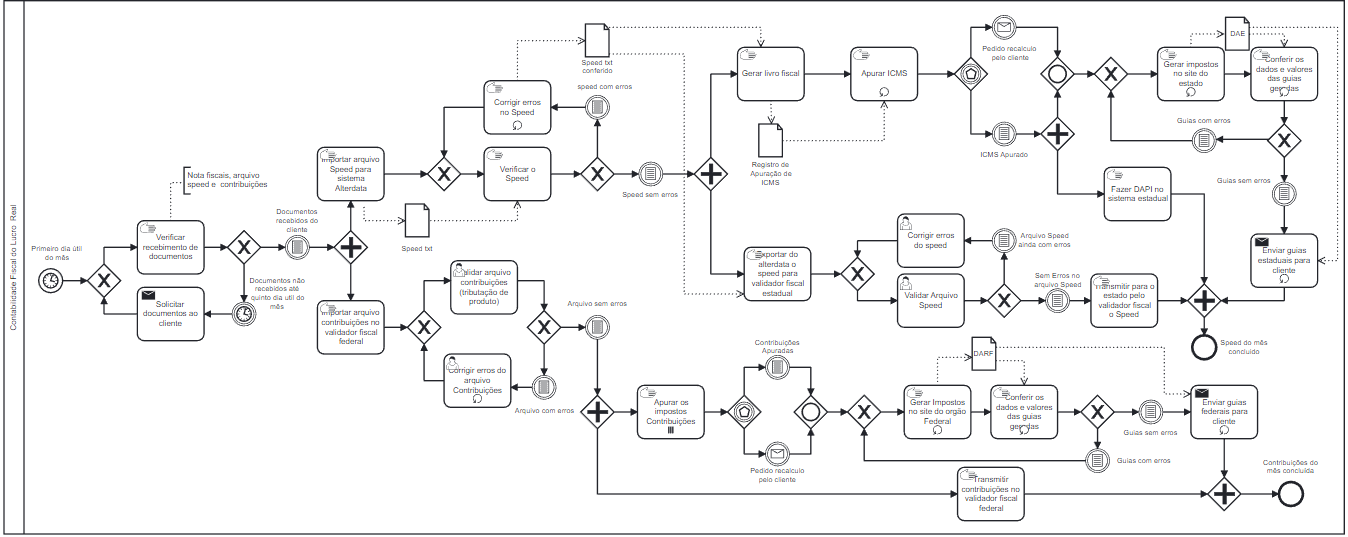 Contabilidade Fiscal do Lucro Real
Primeiro dia útil
do mês
Nota fiscais, arquivo
speed e contribuições
Verificar
recebimento de
documentos
Solicitar
documentos ao
cliente
Documentos
recebidos do
cliente
Documentos não
recebidos até
quinto dia util do
mês
Importar arquivo
Speed para
sistema
Alterdata
Speed txt
Importar arquivo
contribuições no
validador fiscal
federal
Corrigir erros
no Speed
Verificar o
Speed
speed com erros
Speed txt
conferido
Speed sem erros
Validar arquivo
contribuições
(tributação de
produto)
Corrigir erros do
arquivo
Contribuições
Arquivo sem erros
Arquivo com erros
Gerar livro fiscal
Apurar ICMS
Registro de
Apuração de
ICMS
Pedido recalculo
pelo cliente
ICMS Apurado
Gerar impostos
no site do
estado
DAE
Conferir os
dados e valores
das guias
geradas
Guias com erros
Guias sem erros
Fazer DAPI no
sistema estadual
Enviar guias
estaduais para
cliente
Exportar do
alterdata o
speed para
validador fiscal
estadual
Corrigir erros
do speed
Validar Arquivo
Speed
Arquivo Speed
ainda com erros
Sem Erros no
arquivo Speed
Transmitir para o
estado pelo
validador fiscal
o Speed
Speed do mês
concluido
Apurar os
impostos
Contribuições
Contribuições
Apuradas
Pedido recalculo
pelo cliente
Gerar Impostos
no site do orgão
Federal
DARF
Conferir os
dados e valores
das guias
geradas
Guias sem erros
Guias com erros
Enviar guias
federais para
cliente
Transmitir
contribuições no
validador fiscal
federal
Contribuições do
mês concluída